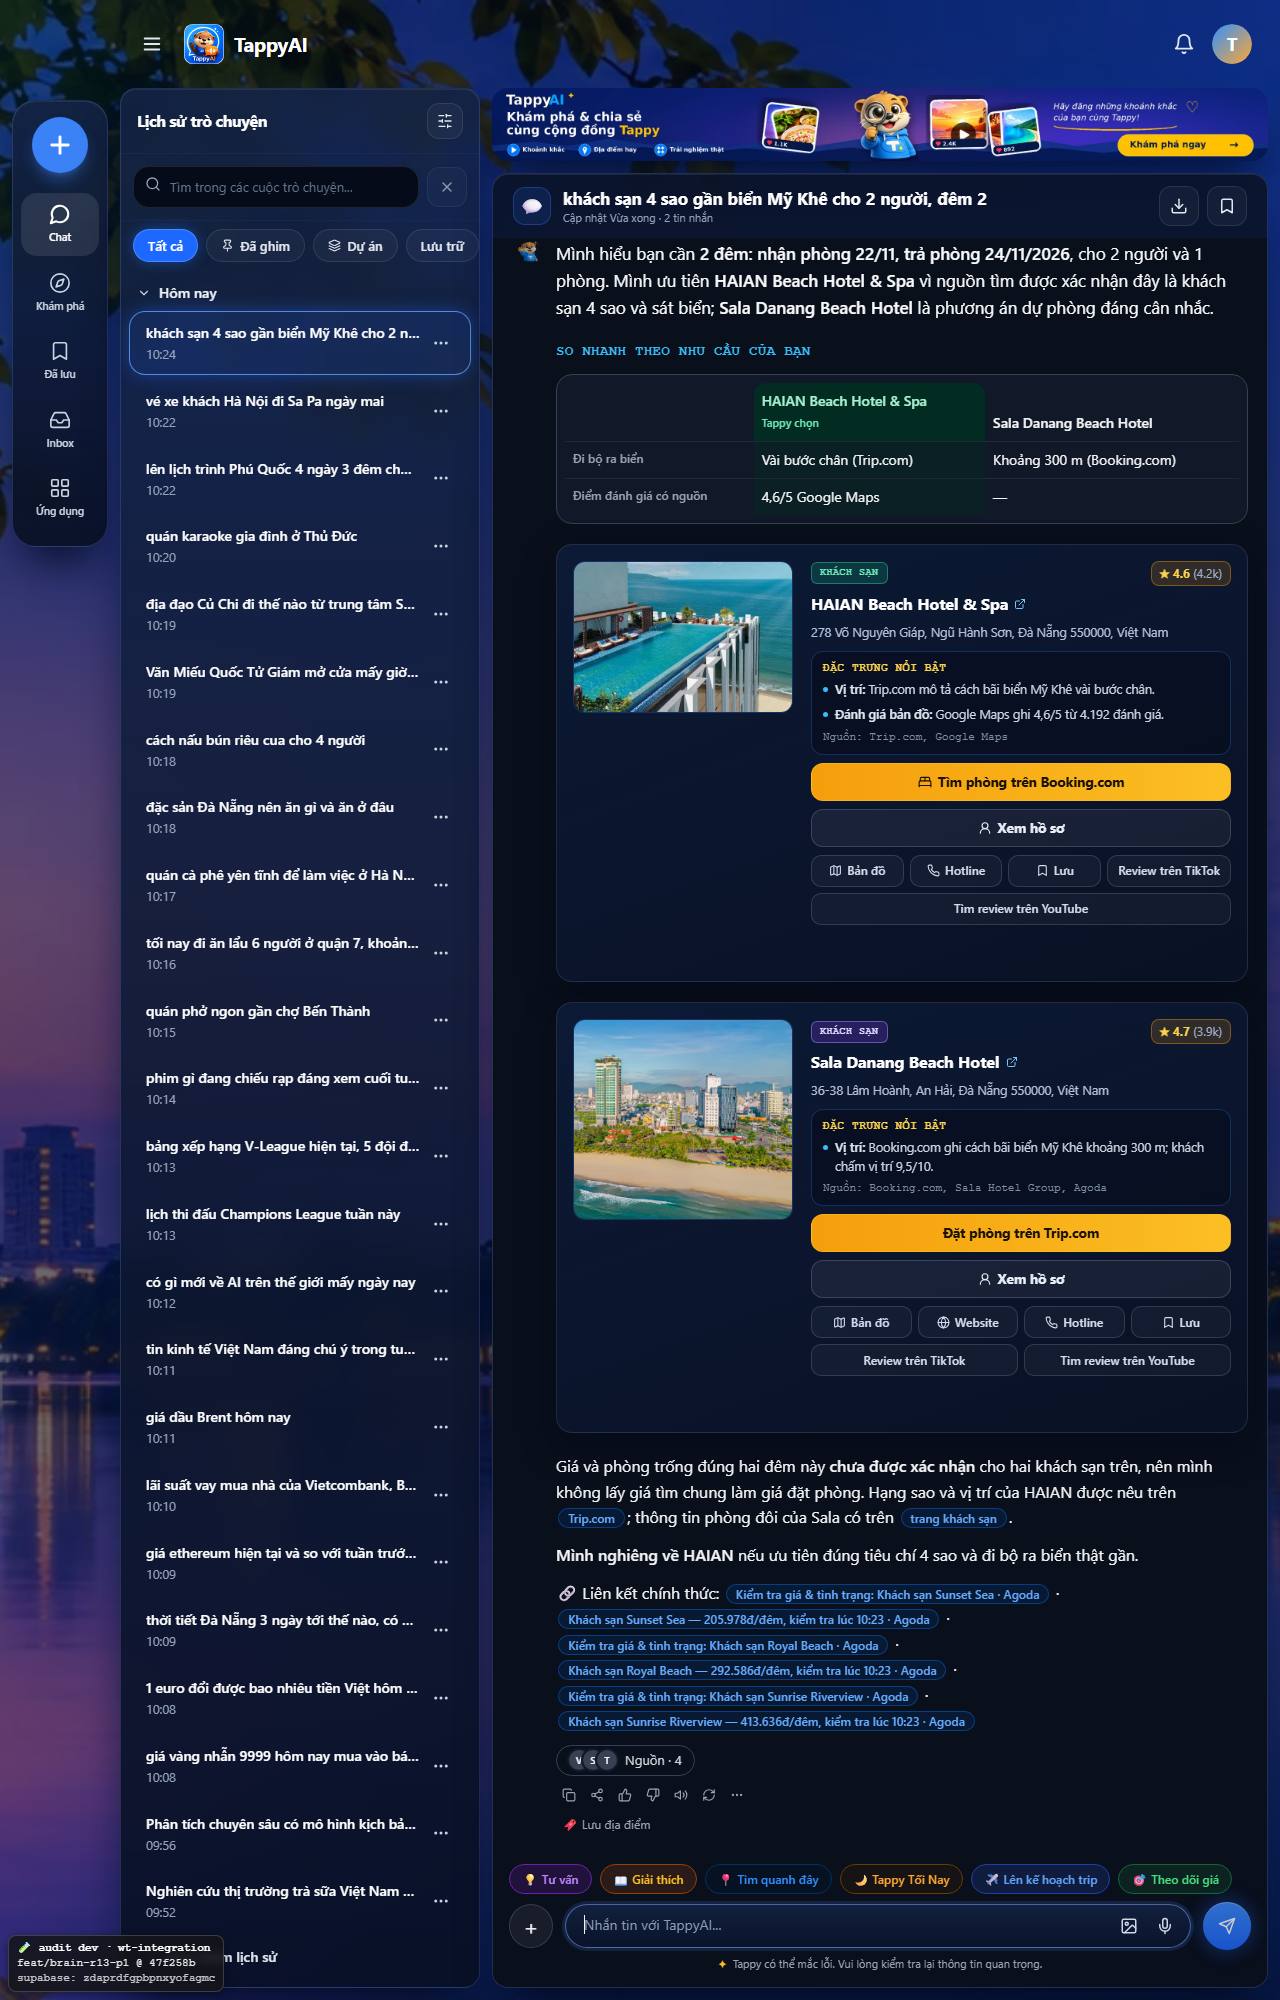 TappyAI
T
TappyAI
Khám phá & chia sẻ
cùng cộng đồng Tappy
Khoảnh khắc
Địa điểm hay
Trải nghiệm thật
2.4K
892
Hãy đăng những khoảnh khắc
của bạn cùng Tappy!
Khám phá ngay →
Chat
Khám phá
Đã lưu
Inbox
Ứng dụng
Lịch sử trò chuyện
Tìm trong các cuộc trò chuyện...
Tất cả
Đã ghim
Dự án
Lưu trữ
Hôm nay
khách sạn 4 sao gần biển Mỹ Khê cho 2 n...
10:24
vé xe khách Hà Nội đi Sa Pa ngày mai
10:22
lên lịch trình Phú Quốc 4 ngày 3 đêm ch...
10:22
quán karaoke gia đình ở Thủ Đức
10:20
địa đạo Củ Chi đi thế nào từ trung tâm S...
10:19
Văn Miếu Quốc Tử Giám mở cửa mấy giờ...
10:19
cách nấu bún riêu cua cho 4 người
10:18
đặc sản Đà Nẵng nên ăn gì và ăn ở đâu
10:18
quán cà phê yên tĩnh để làm việc ở Hà N...
10:17
tối nay đi ăn lẩu 6 người ở quận 7, khoản...
10:16
quán phở ngon gần chợ Bến Thành
10:15
phim gì đang chiếu rạp đáng xem cuối tu...
10:14
bảng xếp hạng V-League hiện tại, 5 đội đ...
10:13
lịch thi đấu Champions League tuần này
10:13
có gì mới về AI trên thế giới mấy ngày nay
10:12
tin kinh tế Việt Nam đáng chú ý trong tu...
10:11
giá dầu Brent hôm nay
10:11
lãi suất vay mua nhà của Vietcombank, B...
10:10
giá ethereum hiện tại và so với tuần trướ...
10:09
thời tiết Đà Nẵng 3 ngày tới thế nào, có ...
10:09
1 euro đổi được bao nhiêu tiền Việt hôm ...
10:08
giá vàng nhẫn 9999 hôm nay mua vào bá...
10:08
Phân tích chuyên sâu có mô hình kịch bả...
09:56
Nghiên cứu thị trường trà sữa Việt Nam ...
09:52
m lịch sử
audit dev · wt-integration
feat/brain-r13-p1 @ 47f258b
supabase: zdaprdfgpbpnxyofagmc
khách sạn 4 sao gần biển Mỹ Khê cho 2 người, đêm 2
Cập nhật Vừa xong · 2 tin nhắn
Mình hiểu bạn cần 2 đêm: nhận phòng 22/11, trả phòng 24/11/2026, cho 2 người và 1
phòng. Mình ưu tiên HAIAN Beach Hotel & Spa vì nguồn tìm được xác nhận đây là khách
sạn 4 sao và sát biển; Sala Danang Beach Hotel là phương án dự phòng đáng cân nhắc.
SO NHANH THEO NHU CẦU CỦA BẠN
HAIAN Beach Hotel & Spa
Tappy chọn
Sala Danang Beach Hotel
Đi bộ ra biển
Vài bước chân (Trip.com)
Khoảng 300 m (Booking.com)
Điểm đánh giá có nguồn
4,6/5 Google Maps
—
KHÁCH SẠN
★ 4.6 (4.2k)
HAIAN Beach Hotel & Spa
278 Võ Nguyên Giáp, Ngũ Hành Sơn, Đà Nẵng 550000, Việt Nam
ĐẶC TRƯNG NỔI BẬT
Vị trí: Trip.com mô tả cách bãi biển Mỹ Khê vài bước chân.
Đánh giá bản đồ: Google Maps ghi 4,6/5 từ 4.192 đánh giá.
Nguồn: Trip.com, Google Maps
Tìm phòng trên Booking.com
Xem hồ sơ
Bản đồ
Hotline
Lưu
Review trên TikTok
Tìm review trên YouTube
KHÁCH SẠN
★ 4.7 (3.9k)
Sala Danang Beach Hotel
36-38 Lâm Hoành, An Hải, Đà Nẵng 550000, Việt Nam
ĐẶC TRƯNG NỔI BẬT
Vị trí: Booking.com ghi cách bãi biển Mỹ Khê khoảng 300 m; khách
chấm vị trí 9,5/10.
Nguồn: Booking.com, Sala Hotel Group, Agoda
Đặt phòng trên Trip.com
Xem hồ sơ
Bản đồ
Website
Hotline
Lưu
Review trên TikTok
Tìm review trên YouTube
Giá và phòng trống đúng hai đêm này chưa được xác nhận cho hai khách sạn trên, nên mình
không lấy giá tìm chung làm giá đặt phòng. Hạng sao và vị trí của HAIAN được nêu trên
Trip.com ; thông tin phòng đôi của Sala có trên trang khách sạn .
Mình nghiêng về HAIAN nếu ưu tiên đúng tiêu chí 4 sao và đi bộ ra biển thật gần.
Liên kết chính thức: Kiểm tra giá & tình trạng: Khách sạn Sunset Sea · Agoda ·
Khách sạn Sunset Sea — 205.978đ/đêm, kiểm tra lúc 10:23 · Agoda ·
Kiểm tra giá & tình trạng: Khách sạn Royal Beach · Agoda ·
Khách sạn Royal Beach — 292.586đ/đêm, kiểm tra lúc 10:23 · Agoda ·
Kiểm tra giá & tình trạng: Khách sạn Sunrise Riverview · Agoda ·
Khách sạn Sunrise Riverview — 413.636đ/đêm, kiểm tra lúc 10:23 · Agoda
V S T Nguồn · 4
Lưu địa điểm
Tư vấn
Giải thích
Tìm quanh đây
Tappy Tối Nay
Lên kế hoạch trip
Theo dõi giá
Nhắn tin với TappyAI...
Tappy có thể mắc lỗi. Vui lòng kiểm tra lại thông tin quan trọng.